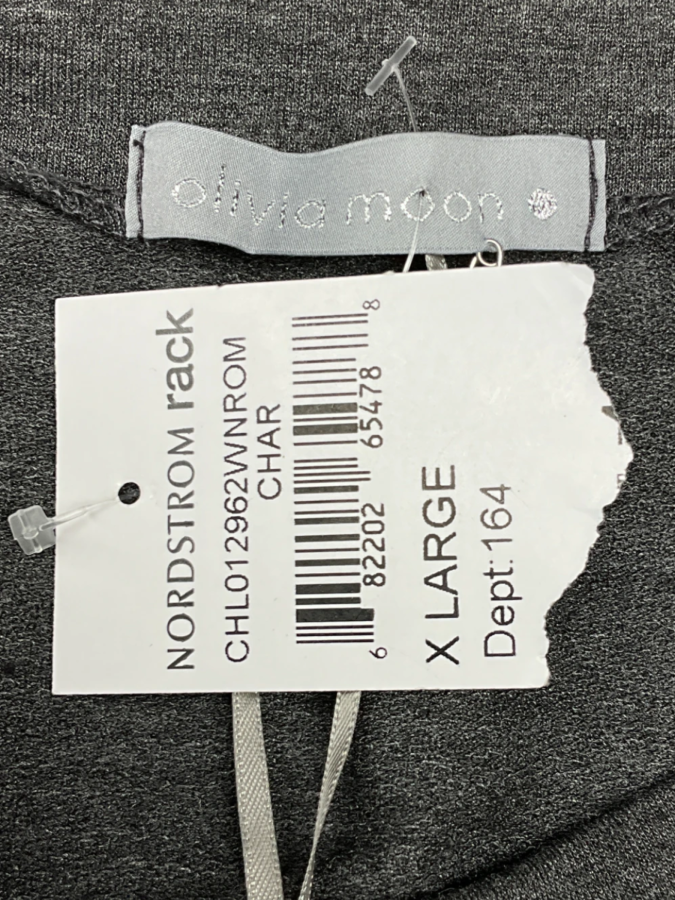 olivia moon
NORDSTROM rack
CHL012962WNROM
CHAR
6 82202 65478 8
X LARGE
Dept: 164